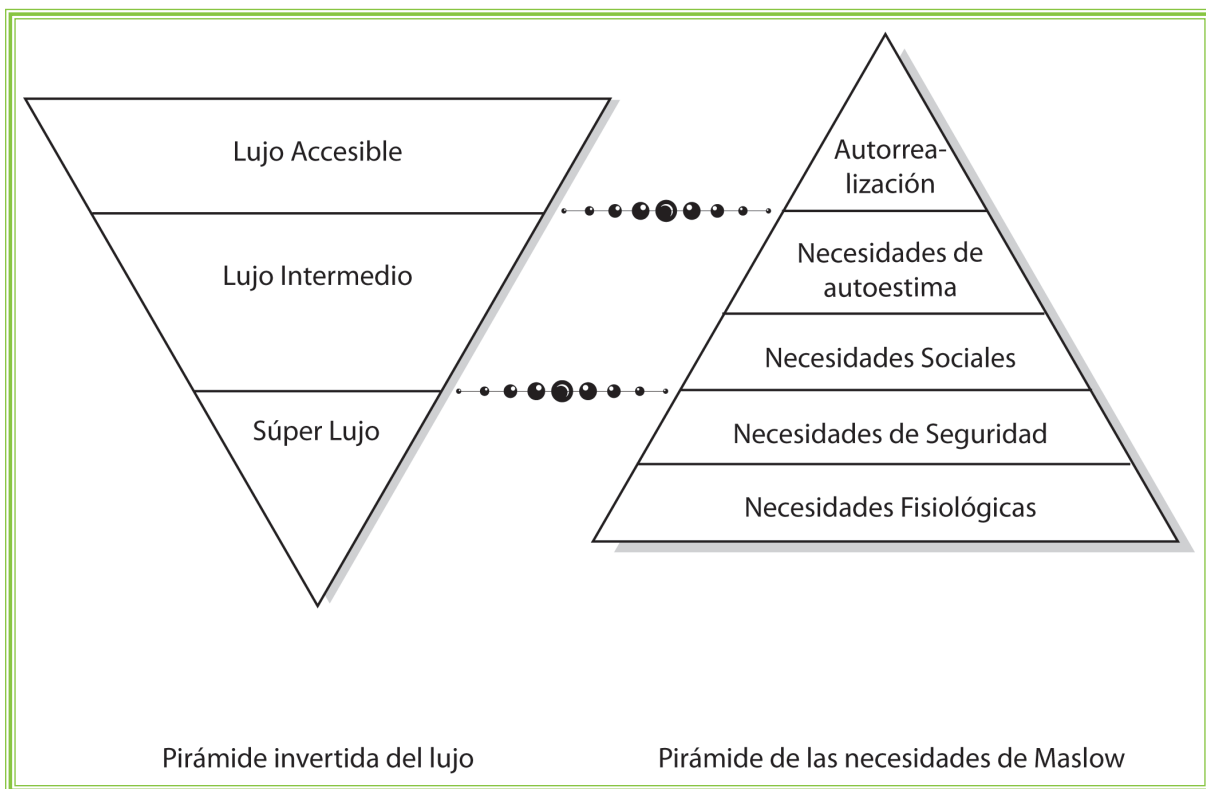 Lujo Accesible
Lujo Intermedio
Súper Lujo
Autorrea-
lización
Necesidades de
autoestima
Necesidades Sociales
Necesidades de Seguridad
Necesidades Fisiológicas
Pirámide invertida del lujo
Pirámide de las necesidades de Maslow